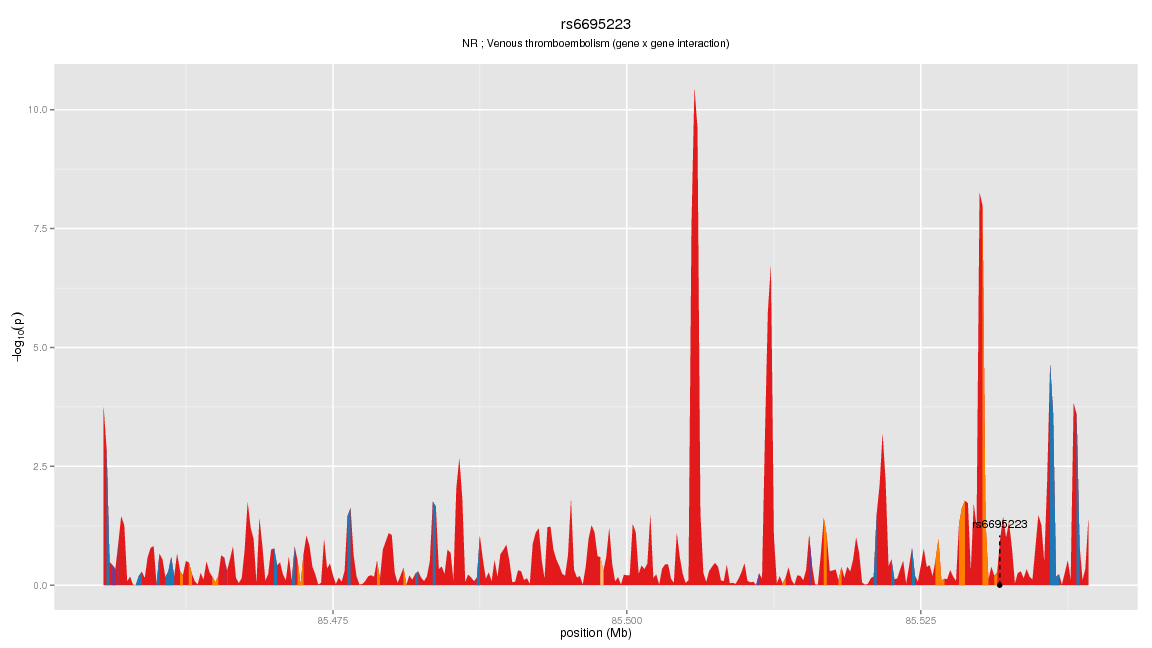 rs6695223
NR ; Venous thromboembolism (gene x gene interaction)
10.0
7.5
5.0
2.5
0.0
-log10(p)
rs6695223
85.475
85.500
85.525
position (Mb)